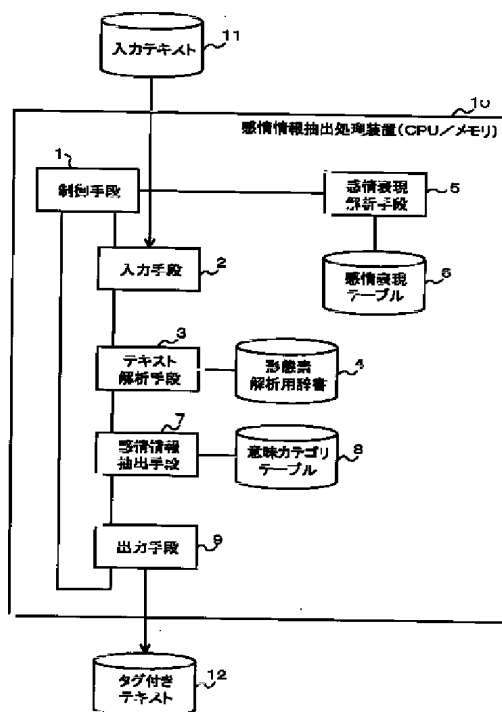 入力テキスト
11
10
感情情報抽出処理装置(CPU/メモリ)
1
制御手段
感情表現
解析手段
5
入力手段
2
感情表現
テーブル
6
3
テキスト
解析手段
形態素
解析用辞書
4
7
感情情報
抽出手段
意味カテゴリ
テーブル
8
出力手段
9
タグ付き
テキスト
12